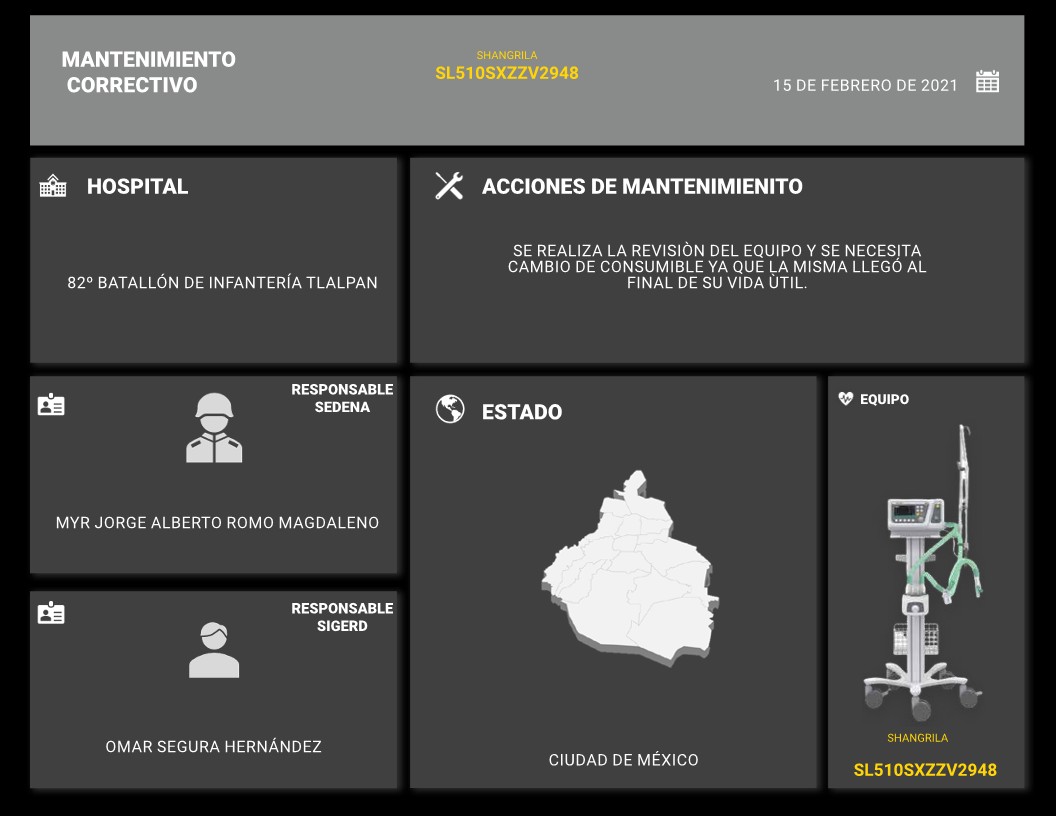 MANTENIMIENTO
CORRECTIVO
SHANGRILA
SL510SXZZV2948
15 DE FEBRERO DE 2021
HOSPITAL
82º BATALLÓN DE INFANTERÍA TLALPAN
ACCIONES DE MANTENIMIENITO
SE REALIZA LA REVISIÒN DEL EQUIPO Y SE NECESITA
CAMBIO DE CONSUMIBLE YA QUE LA MISMA LLEGÓ AL
FINAL DE SU VIDA ÙTIL.
RESPONSABLE
SEDENA
MYR JORGE ALBERTO ROMO MAGDALENO
RESPONSABLE
SIGERD
OMAR SEGURA HERNÁNDEZ
ESTADO
CIUDAD DE MÉXICO
EQUIPO
SHANGRILA
SL510SXZZV2948